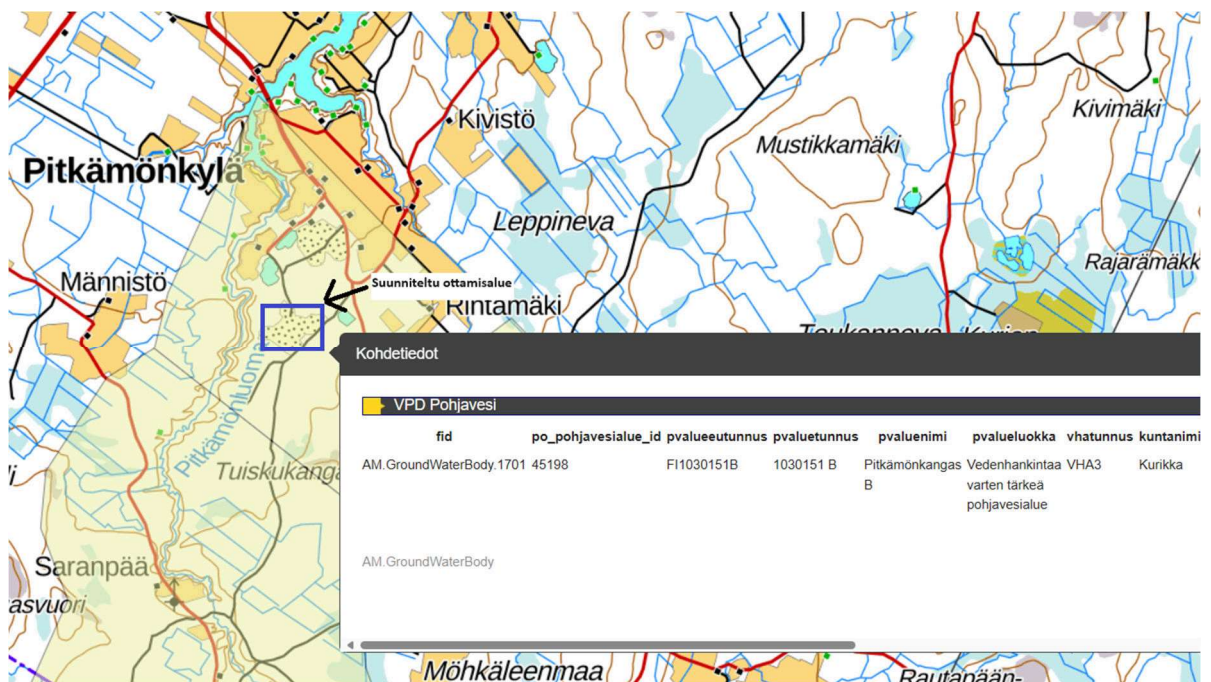 Kivistö
Kivimäki
Mustikkamäki
Pitkämönkylä
Leppineva
Rajarämäkk
Männistö
Suunniteltu ottamisalue
Rintamäki
Kohdetiedot
VPD Pohjavesi
fid po_pohjavesialue_id pvalueeutunnus pvaluetunnus pvaluenimi pvalueluokka vhatunnus kuntanimi
AM.GroundWaterBody.1701 45198 FI1030151B 1030151 B Pitkämönkangas Vedenhankintaa VHA3 Kurikka
B varten tärkeä
pohjavesialue
Pitkämönluoma
Tuiskukanga
AM.GroundWaterBody
Saranpää
asvuori
Möhkäleenmaa